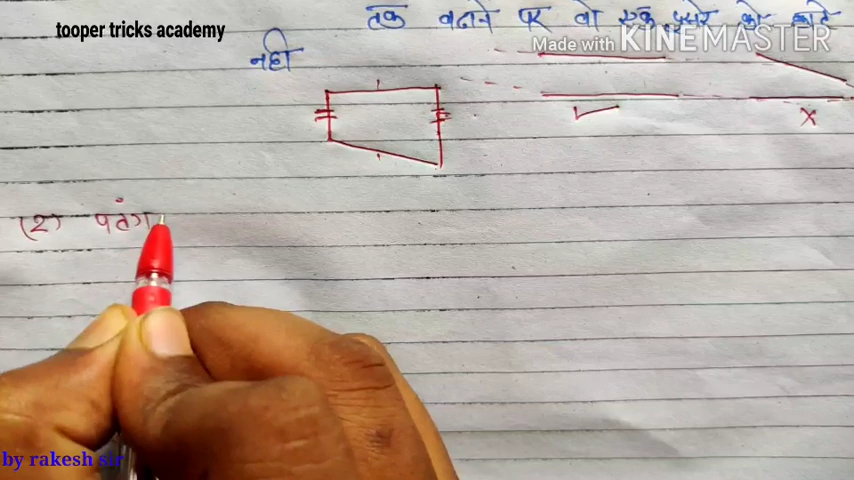 tooper tricks academy
तक बढाने पर वो एक दूसरे को काटे
Made with KINEMASTER
नही
(2) पतंग
by rakesh sir